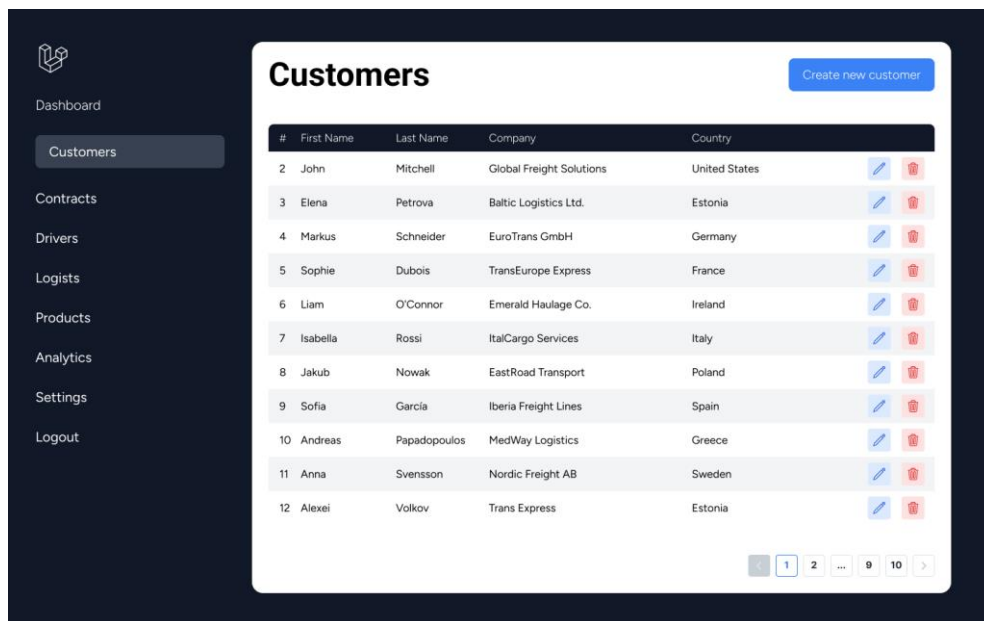 Dashboard
Customers
Contracts
Drivers
Logists
Products
Analytics
Settings
Logout
Customers
Create new customer
# First Name Last Name Company Country
2 John Mitchell Global Freight Solutions United States
3 Elena Petrova Baltic Logistics Ltd. Estonia
4 Markus Schneider EuroTrans GmbH Germany
5 Sophie Dubois TransEurope Express France
6 Liam O'Connor Emerald Haulage Co. Ireland
7 Isabella Rossi ItalCargo Services Italy
8 Jakub Nowak EastRoad Transport Poland
9 Sofia García Iberia Freight Lines Spain
10 Andreas Papadopoulos MedWay Logistics Greece
11 Anna Svensson Nordic Freight AB Sweden
12 Alexei Volkov Trans Express Estonia
< 1 2 ... 9 10 >